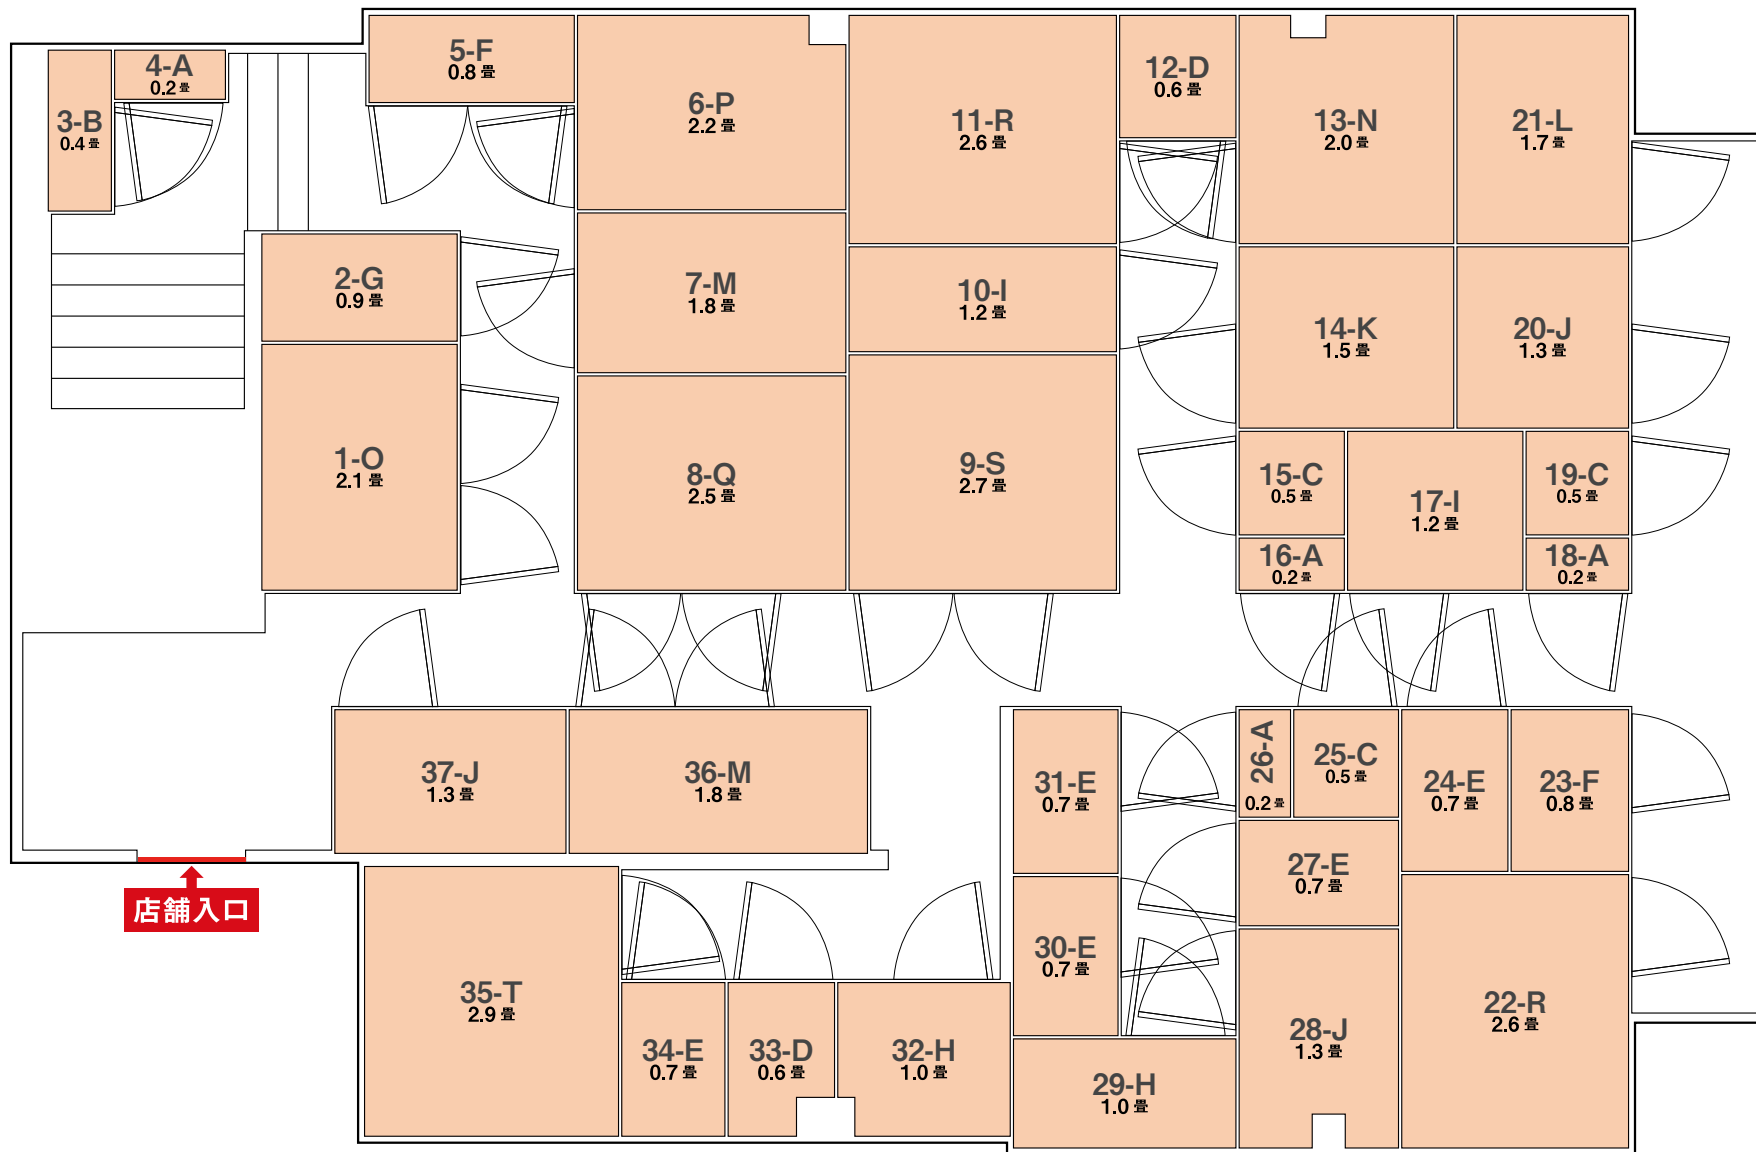 5-F
0.8 畳
4-A
0.2 畳
3-B
0.4 畳
6-P
2.2 畳
11-R
2.6 畳
12-D
0.6 畳
13-N
2.0 畳
21-L
1.7 畳
2-G
0.9 畳
7-M
1.8 畳
10-I
1.2 畳
14-K
1.5 畳
20-J
1.3 畳
1-O
2.1 畳
8-Q
2.5 畳
9-S
2.7 畳
15-C
0.5 畳
17-I
1.2 畳
19-C
0.5 畳
16-A
0.2 畳
18-A
0.2 畳
37-J
1.3 畳
36-M
1.8 畳
31-E
0.7 畳
26-A
0.2 畳
25-C
0.5 畳
24-E
0.7 畳
23-F
0.8 畳
27-E
0.7 畳
店舗入口
30-E
0.7 畳
35-T
2.9 畳
22-R
2.6 畳
28-J
1.3 畳
34-E
0.7 畳
33-D
0.6 畳
32-H
1.0 畳
29-H
1.0 畳